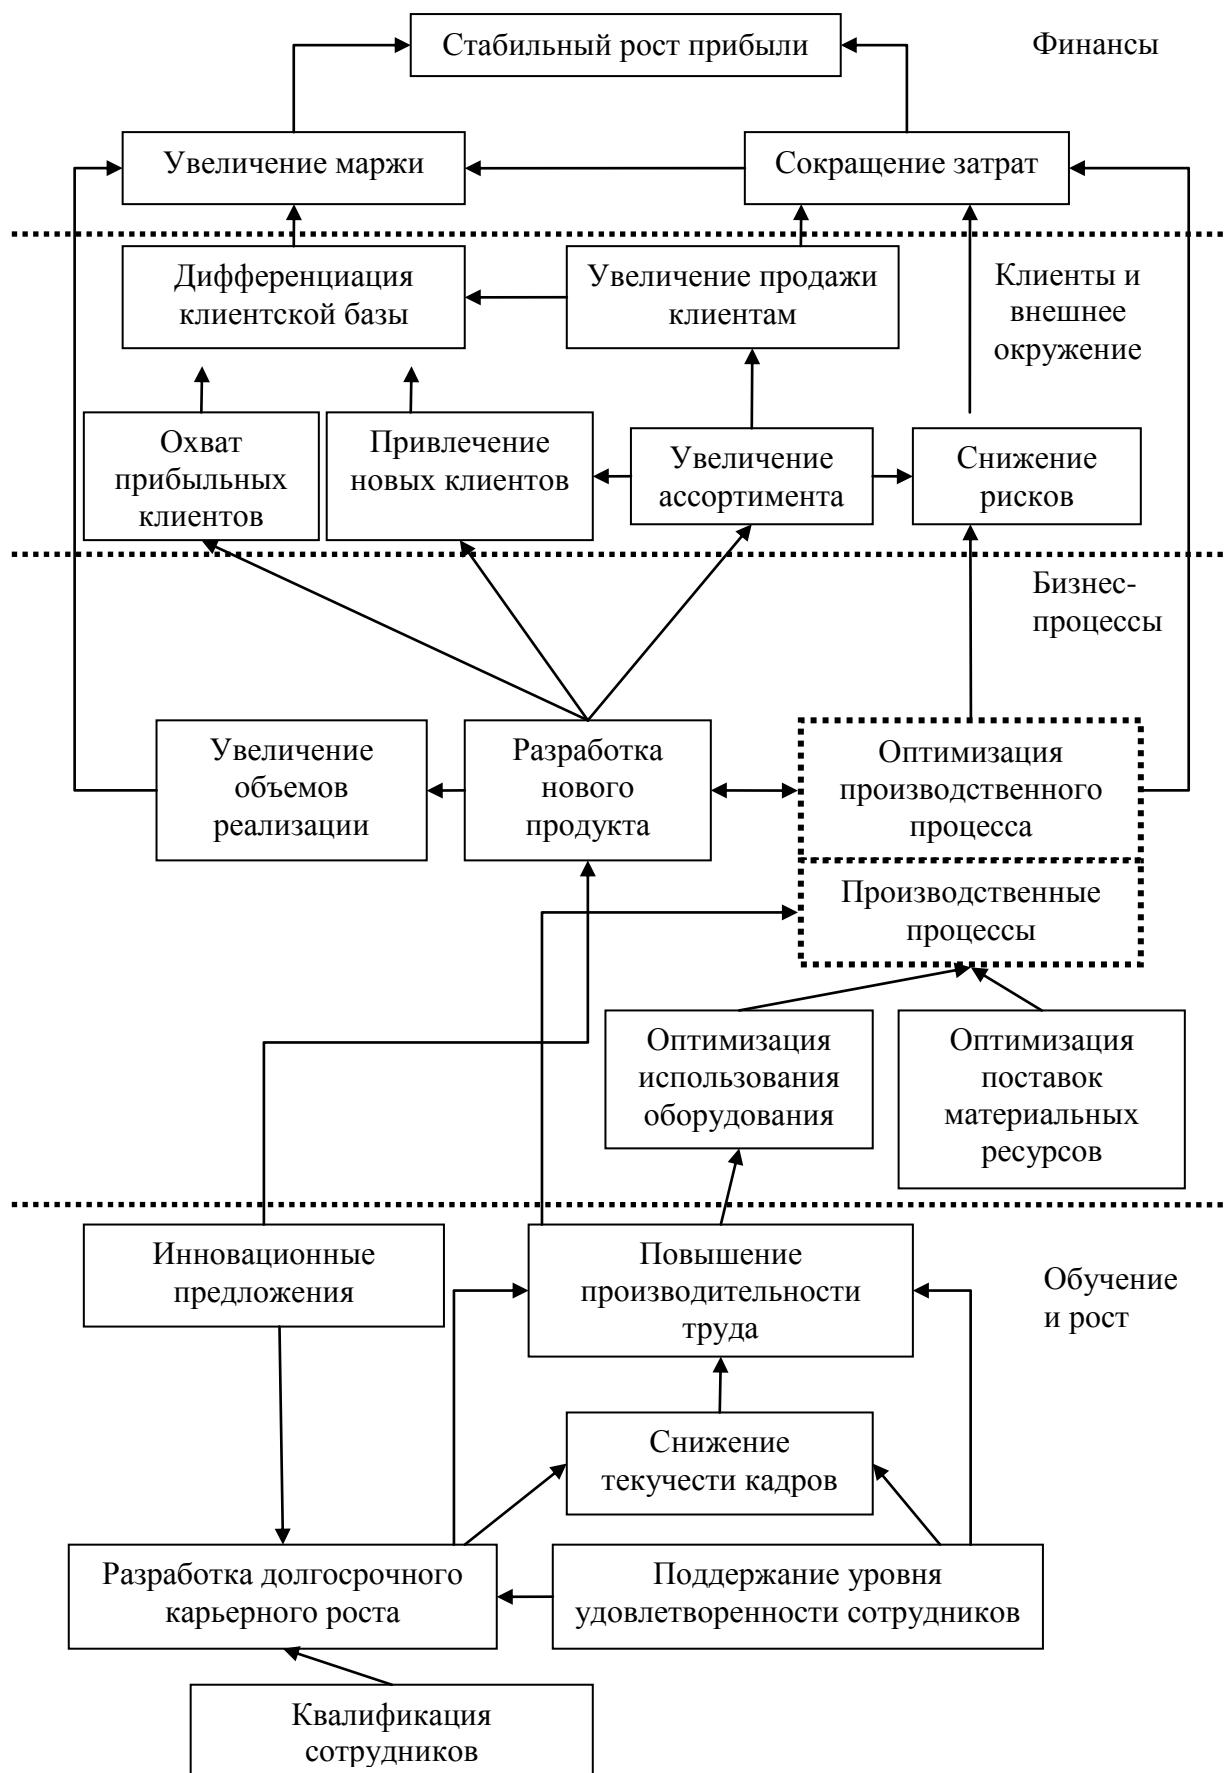 Стабильный рост прибыли
Финансы
Увеличение маржи
Сокращение затрат
Дифференциация
клиентской базы
Увеличение продажи
клиентам
Клиенты и
внешнее
окружение
Охват
прибыльных
клиентов
Привлечение
новых клиентов
Увеличение
ассортимента
Снижение
рисков
Бизнес-
процессы
Увеличение
объемов
реализации
Разработка
нового
продукта
Оптимизация
производственного
процесса
Производственные
процессы
Оптимизация
использования
оборудования
Оптимизация
поставок
материальных
ресурсов
Инновационные
предложения
Повышение
производительности
труда
Обучение
и рост
Снижение
текучести кадров
Разработка долгосрочного
карьерного роста
Поддержание уровня
удовлетворенности сотрудников
Квалификация
сотрудников